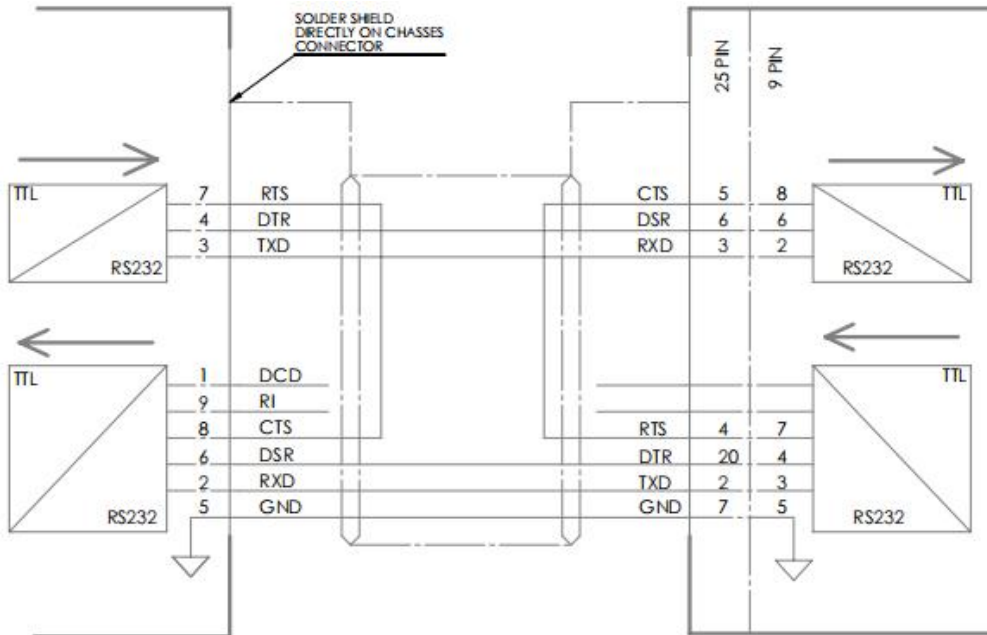 SOLDER SHIELD
DIRECTLY ON CHASSES
CONNECTOR
25 PIN
9 PIN
TTL
RS232
7 RTS
4 DTR
3 TXD
CTS 5 8
DSR 6 6
RXD 3 2
TTL
RS232
TTL
RS232
1 DCD
9 RI
8 CTS
6 DSR
2 RXD
5 GND
RTS 4 7
DTR 20 4
TXD 2 3
GND 7 5
TTL
RS232